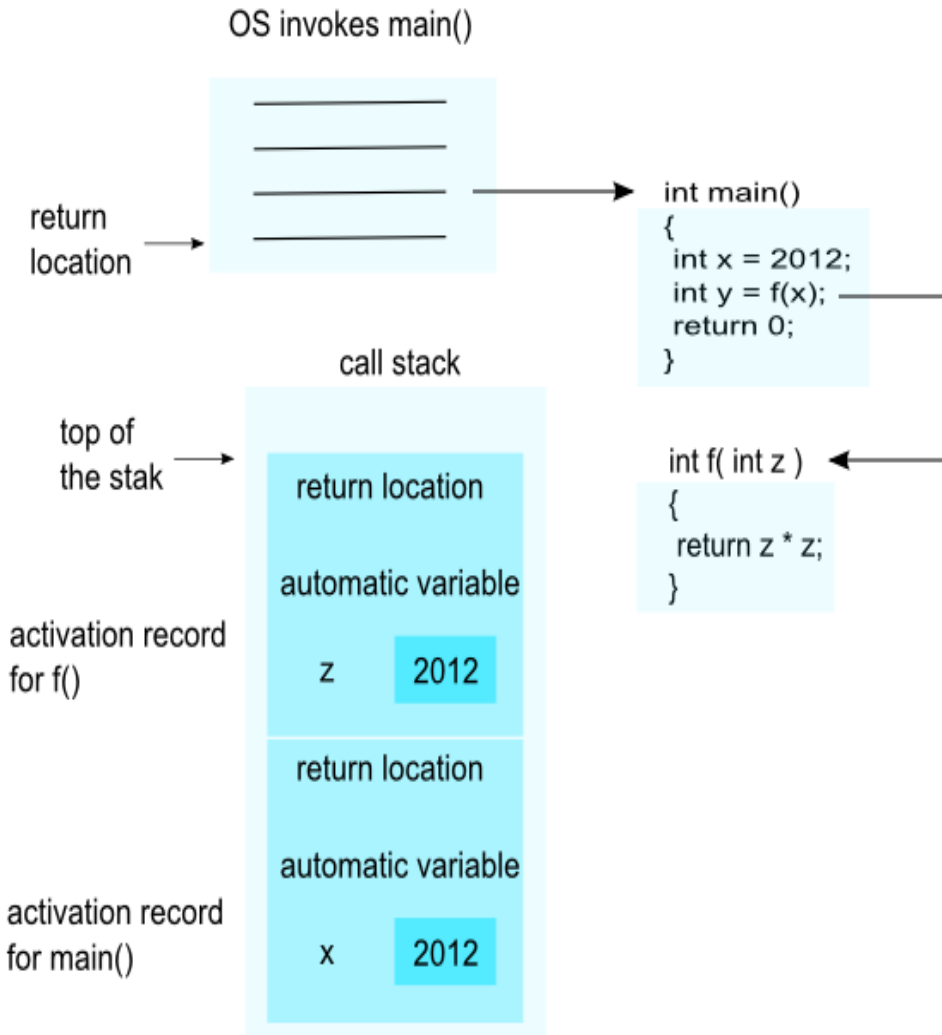 OS invokes main()
return
location
int main()
{
int x = 2012;
int y = f(x);
return 0;
}
call stack
top of
the stak
return location
automatic variable
z 2012
activation record
for f()
int f( int z )
{
return z * z;
}
return location
automatic variable
x 2012
activation record
for main()